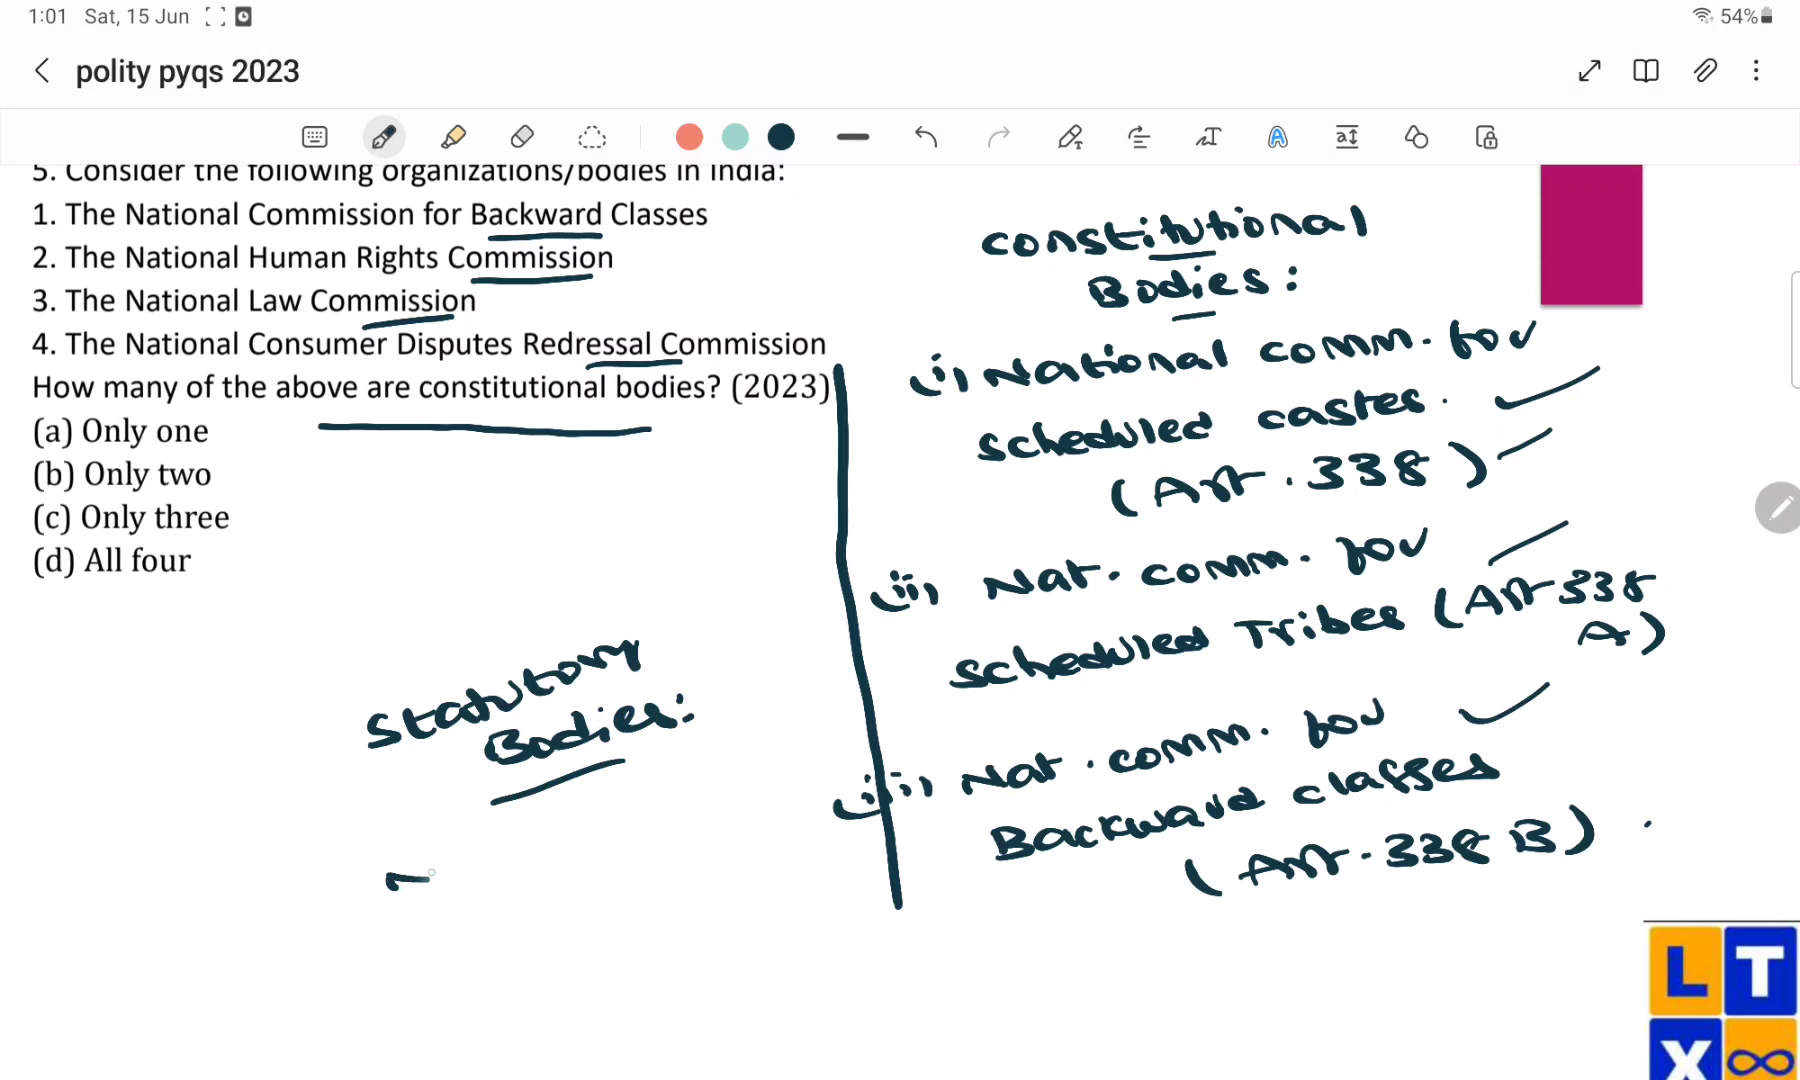 1:01 Sat, 15 Jun
54%
polity pyqs 2023
5. Consider the following organizations/bodies in India:
1. The National Commission for Backward Classes
2. The National Human Rights Commission
3. The National Law Commission
4. The National Consumer Disputes Redressal Commission
How many of the above are constitutional bodies? (2023)
(a) Only one
(b) Only two
(c) Only three
(d) All four
Statutory
Bodies:
constitutional
Bodies:
(i) National comm. for
scheduled castes.
(Art. 338)
(ii) Nat. comm. for
scheduled Tribes (Art 338
A)
(iii) Nat. comm. for
Backward classes
(Art. 338 B).
L T
X ∞